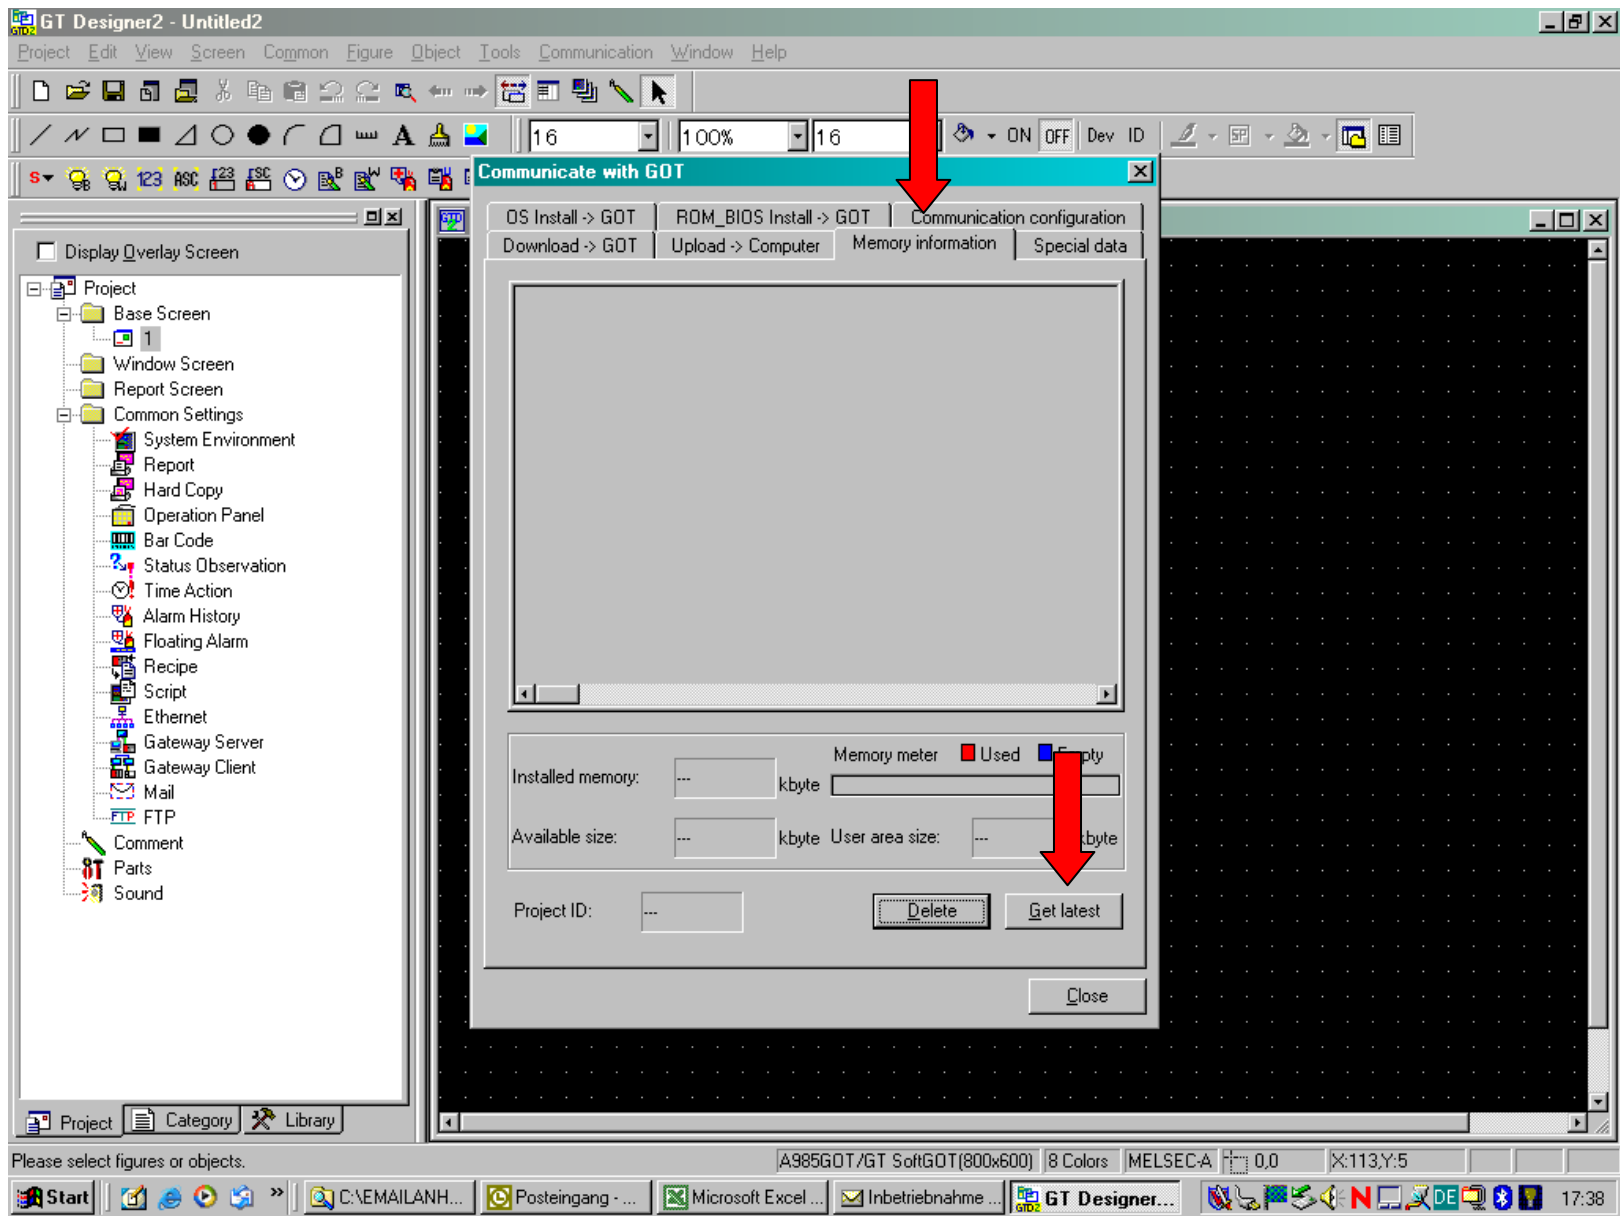 GT Designer2 - Untitled2
Project Edit View Screen Common Figure Object Tools Communication Window Help
A 16 100% 16 ON OFF Dev ID
S 123 ASC
Communicate with GOT
OS Install -> GOT ROM_BIOS Install -> GOT Communication configuration
Download -> GOT Upload -> Computer Memory information Special data
Display Overlay Screen
Project
Base Screen
1
Window Screen
Report Screen
Common Settings
System Environment
Report
Hard Copy
Operation Panel
Bar Code
Status Observation
Time Action
Alarm History
Floating Alarm
Recipe
Script
Ethernet
Gateway Server
Gateway Client
Mail
FTP FTP
Comment
Parts
Sound
Memory meter Used Empty
Installed memory: --- kbyte
Available size: --- kbyte User area size: --- kbyte
Project ID: --- Delete Get latest
Close
Project Category Library
Please select figures or objects. A985GOT/GT SoftGOT(800x600) 8 Colors MELSEC-A 0,0 X:113,Y:5
Start C:\EMAILANH... Posteingang - ... Microsoft Excel ... Inbetriebnahme ... GT Designer... N DE 17:38